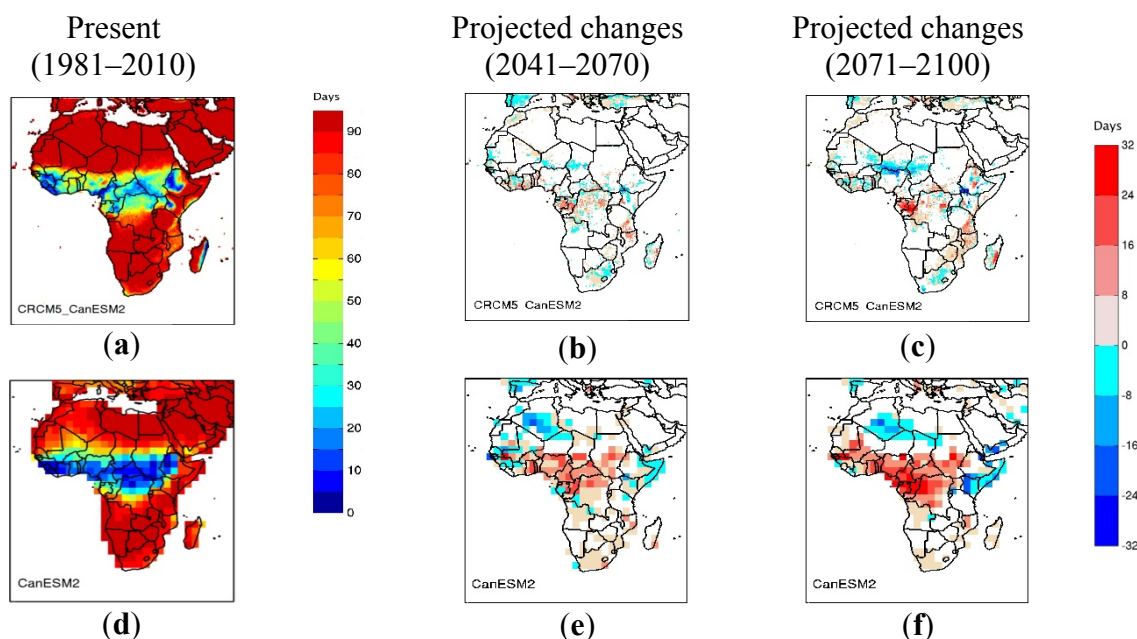 Present
(1981–2010)
Projected changes
(2041–2070)
Projected changes
(2071–2100)
Days
90
80
70
60
50
40
30
20
10
0
Days
32
24
16
8
0
-8
-16
-24
-32
CRCM5_CanESM2
CRCM5 CanESM2
CRCM5 CanESM2
(a)
(b)
(c)
CanESM2
CanESM2
CanESM2
(d)
(e)
(f)